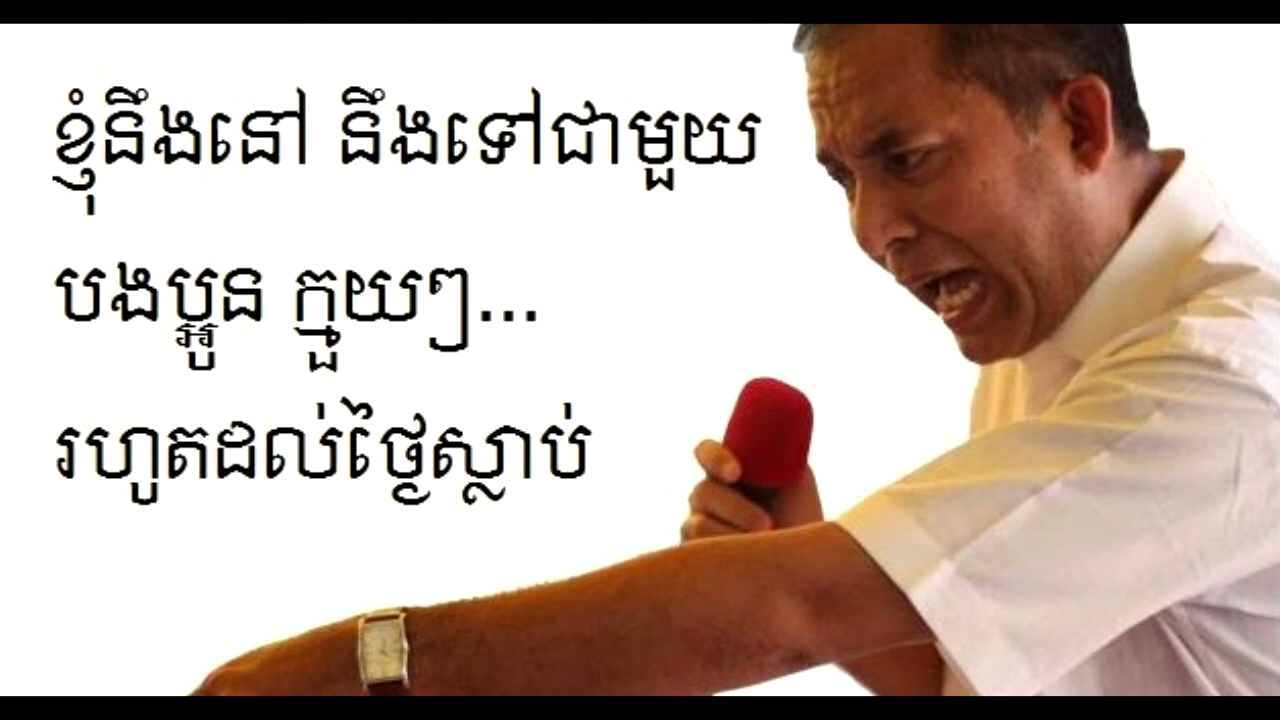 ខ្ញុំនឹងនៅ នឹងទៅជាមួយ
បងប្អូន ក្មួយៗ...
រហូតដល់ថ្ងៃស្លាប់